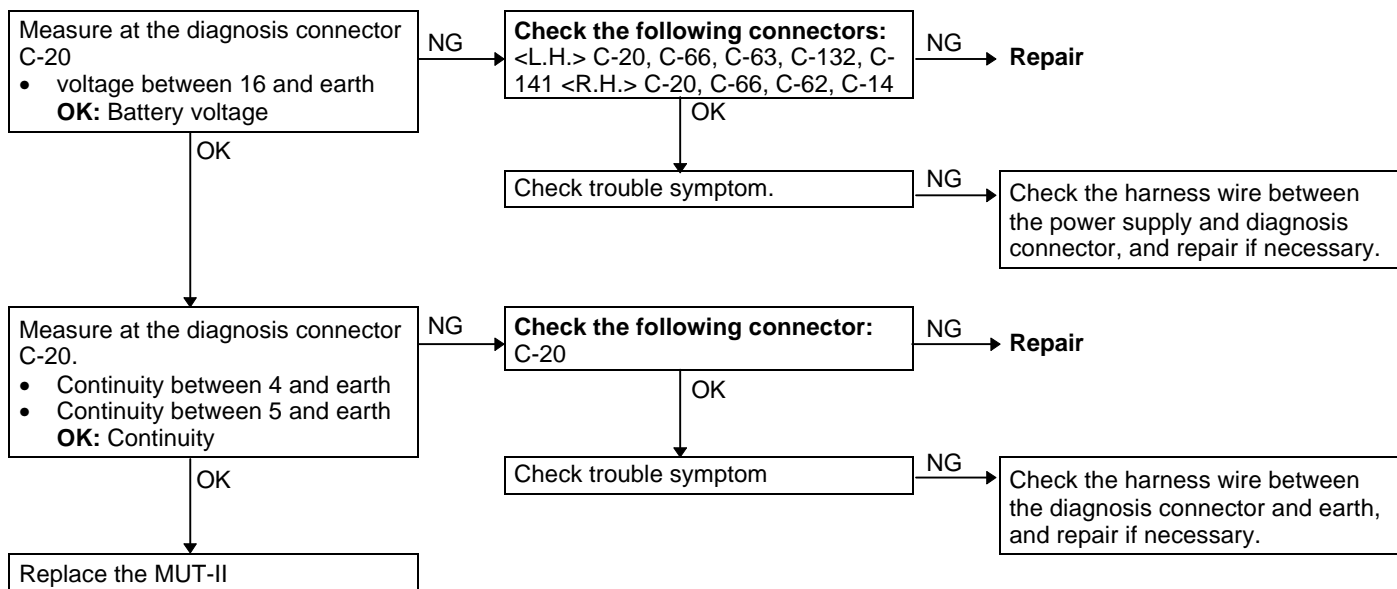 Measure at the diagnosis connector
C-20
• voltage between 16 and earth
OK: Battery voltage
NG
Check the following connectors:
<L.H.> C-20, C-66, C-63, C-132, C-
141 <R.H.> C-20, C-66, C-62, C-14
NG
Repair
OK
OK
Check trouble symptom.
NG
Check the harness wire between
the power supply and diagnosis
connector, and repair if necessary.
Measure at the diagnosis connector
C-20.
• Continuity between 4 and earth
• Continuity between 5 and earth
OK: Continuity
NG
Check the following connector:
C-20
NG
Repair
OK
OK
Check trouble symptom
NG
Check the harness wire between
the diagnosis connector and earth,
and repair if necessary.
Replace the MUT-II